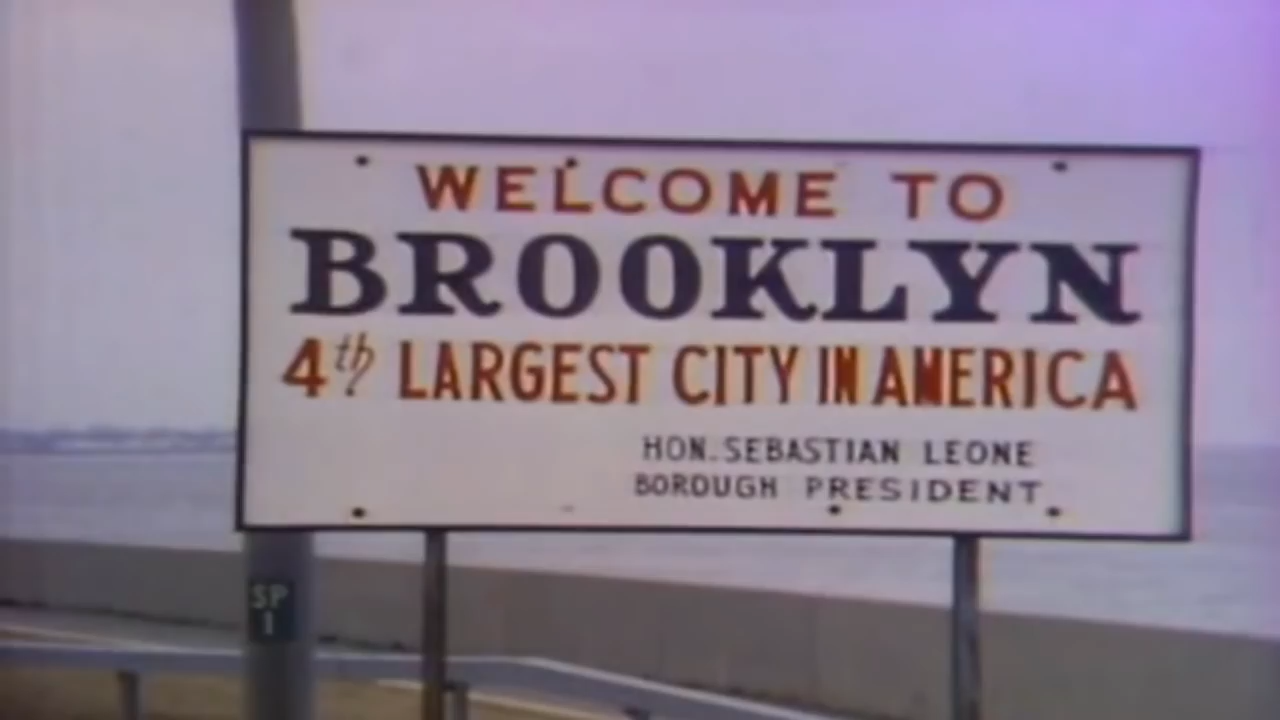 WELCOME TO
BROOKLYN
4th LARGEST CITY IN AMERICA
HON. SEBASTIAN LEONE
BOROUGH PRESIDENT
SP
1